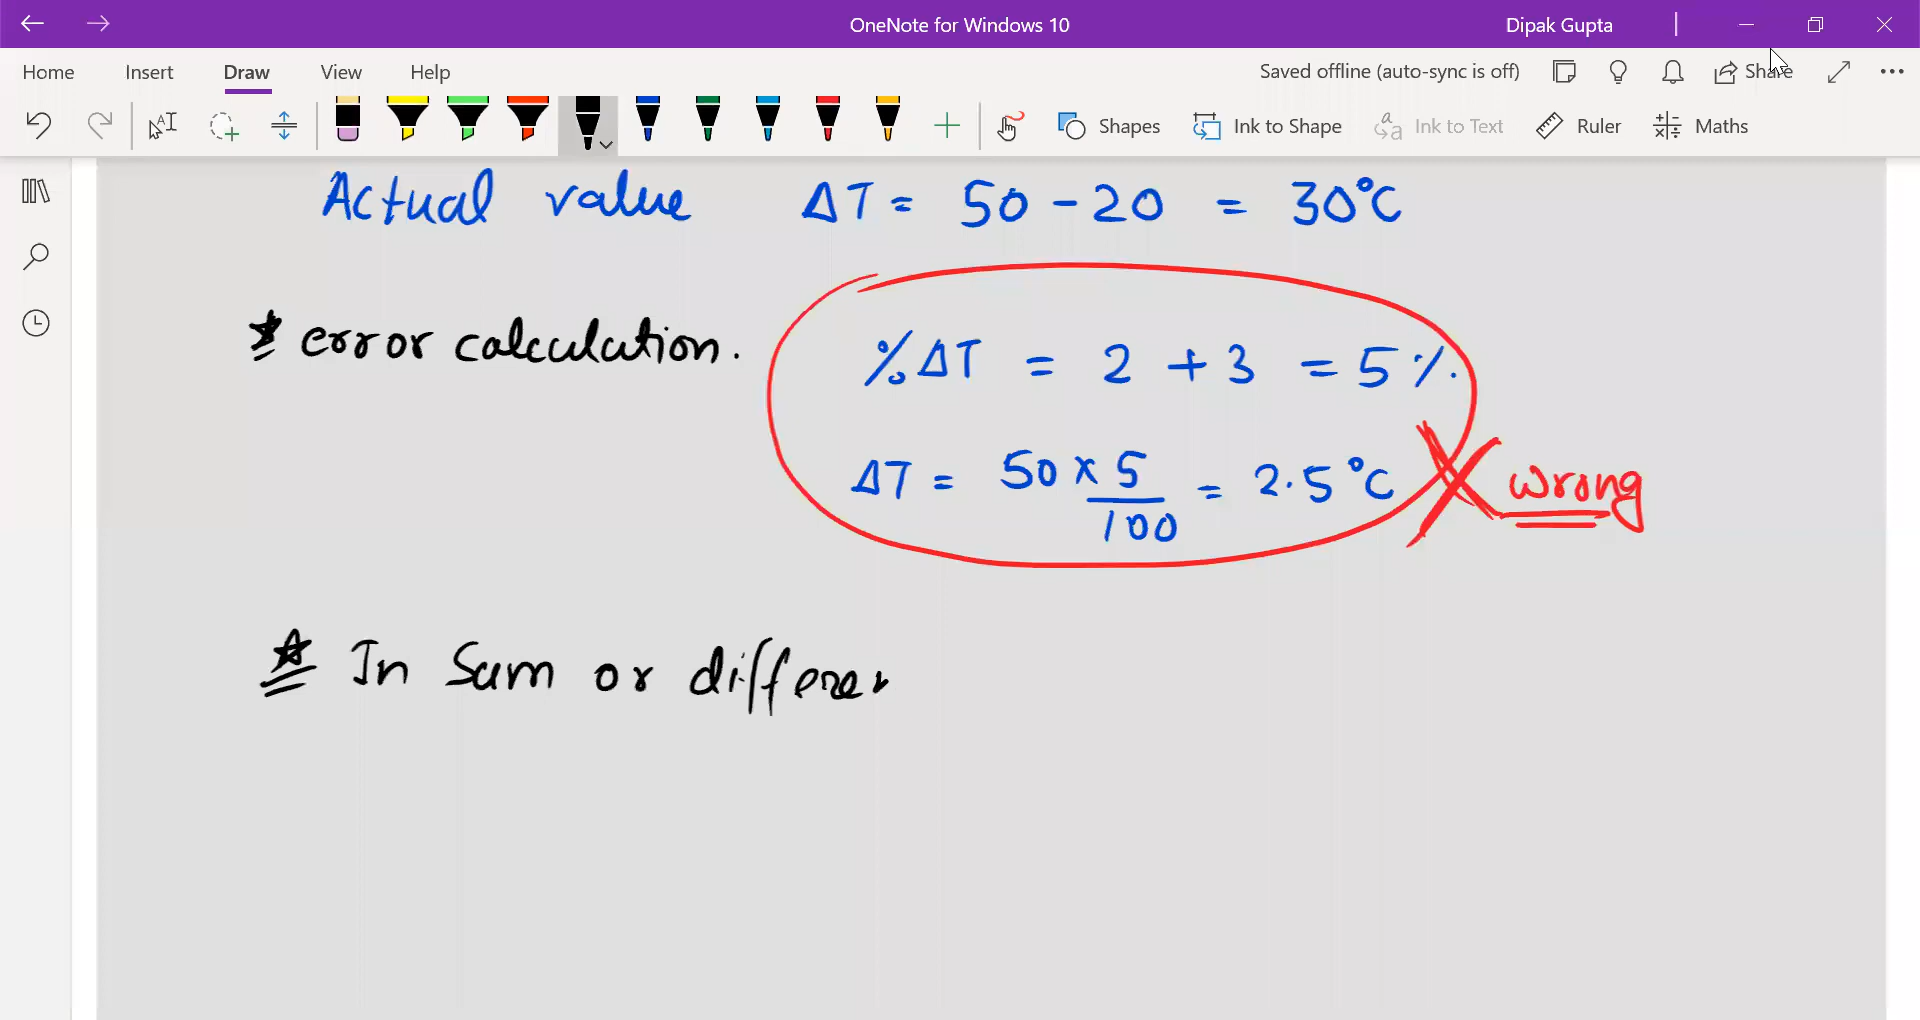 OneNote for Windows 10
Dipak Gupta
Home Insert Draw View Help
Saved offline (auto-sync is off)
Share
Shapes
Ink to Shape
Ink to Text
Ruler
Maths
Actual value ΔT = 50 - 20 = 30°C
* error calculation.
% ΔT = 2 + 3 = 5%.
ΔT = 50 × 5/100 = 2.5°C
wrong
* In Sum or differen